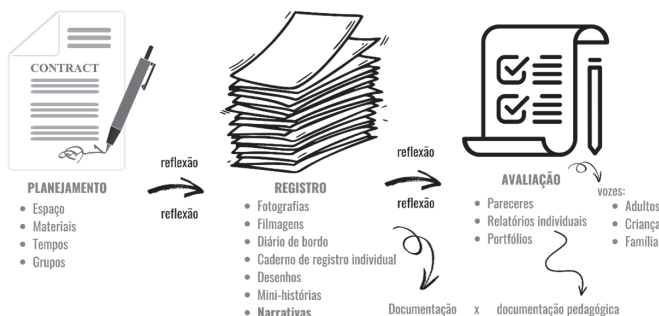 CONTRACT
reflexão
reflexão
PLANEJAMENTO
• Espaço
• Materiais
• Tempos
• Grupos
REGISTRO
• Fotografias
• Filmagens
• Diário de bordo
• Caderno de registro individual
• Desenhos
• Mini-histórias
• Narrativas
reflexão
reflexão
AVALIAÇÃO
• Pareceres
• Relatórios individuais
• Portfólios
vozes:
• Adultos
• Criança
• Família
Documentação x documentação pedagógica